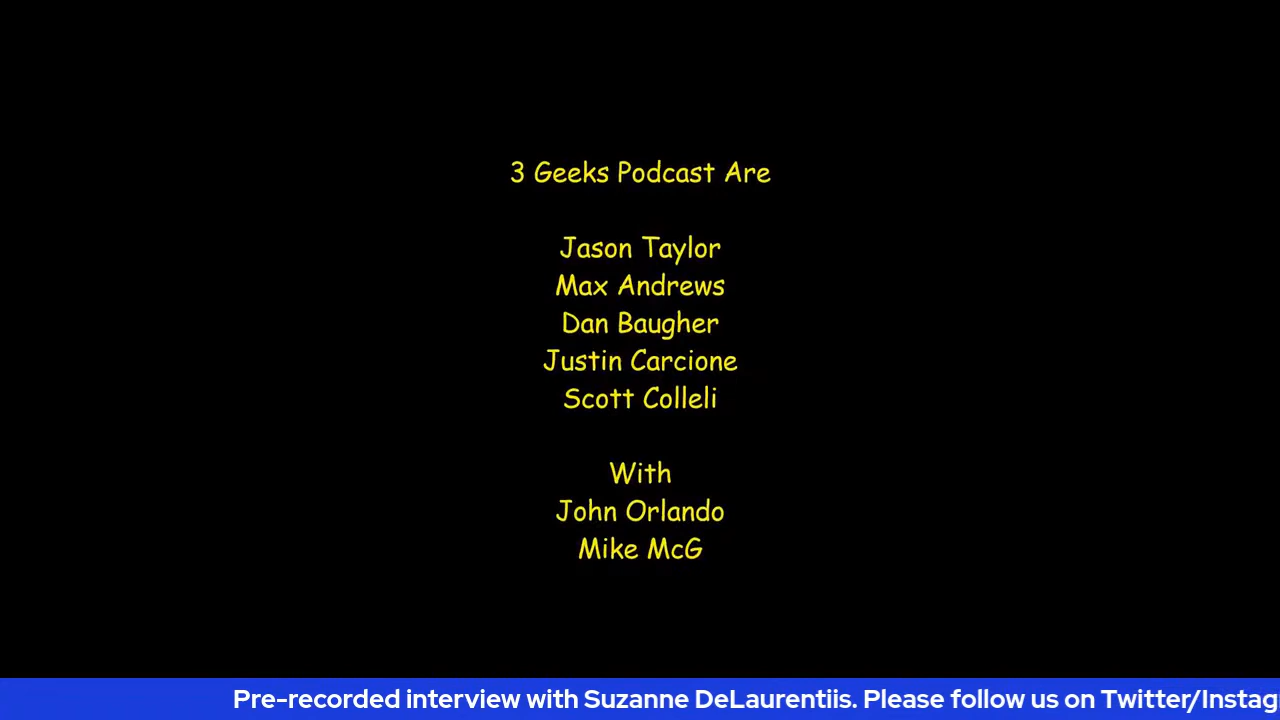 3 Geeks Podcast Are
Jason Taylor
Max Andrews
Dan Baugher
Justin Carcione
Scott Colleli
With
John Orlando
Mike McG
Pre-recorded interview with Suzanne DeLaurentiis. Please follow us on Twitter/Instag